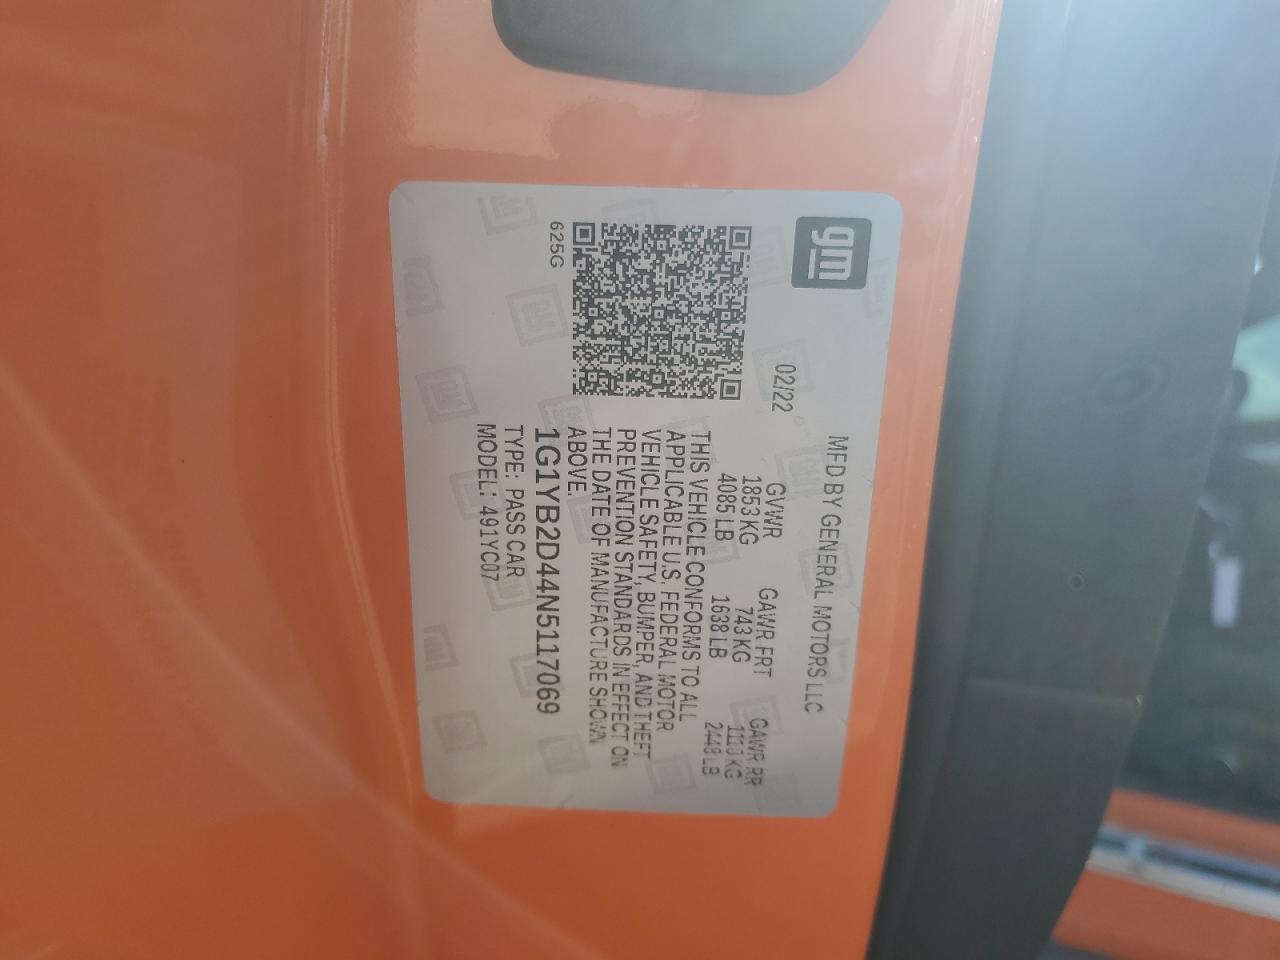 gm
MFD BY GENERAL MOTORS LLC
02/22
GVWR GAWR FRT GAWR RR
1853 KG 743 KG 1110 KG
4085 LB 1638 LB 2448 LB
THIS VEHICLE CONFORMS TO ALL
APPLICABLE U.S. FEDERAL MOTOR
VEHICLE SAFETY, BUMPER, AND THEFT
PREVENTION STANDARDS IN EFFECT ON
THE DATE OF MANUFACTURE SHOWN
ABOVE.
1G1YB2D44N5117069
TYPE: PASS CAR
MODEL: 491YC07
625G